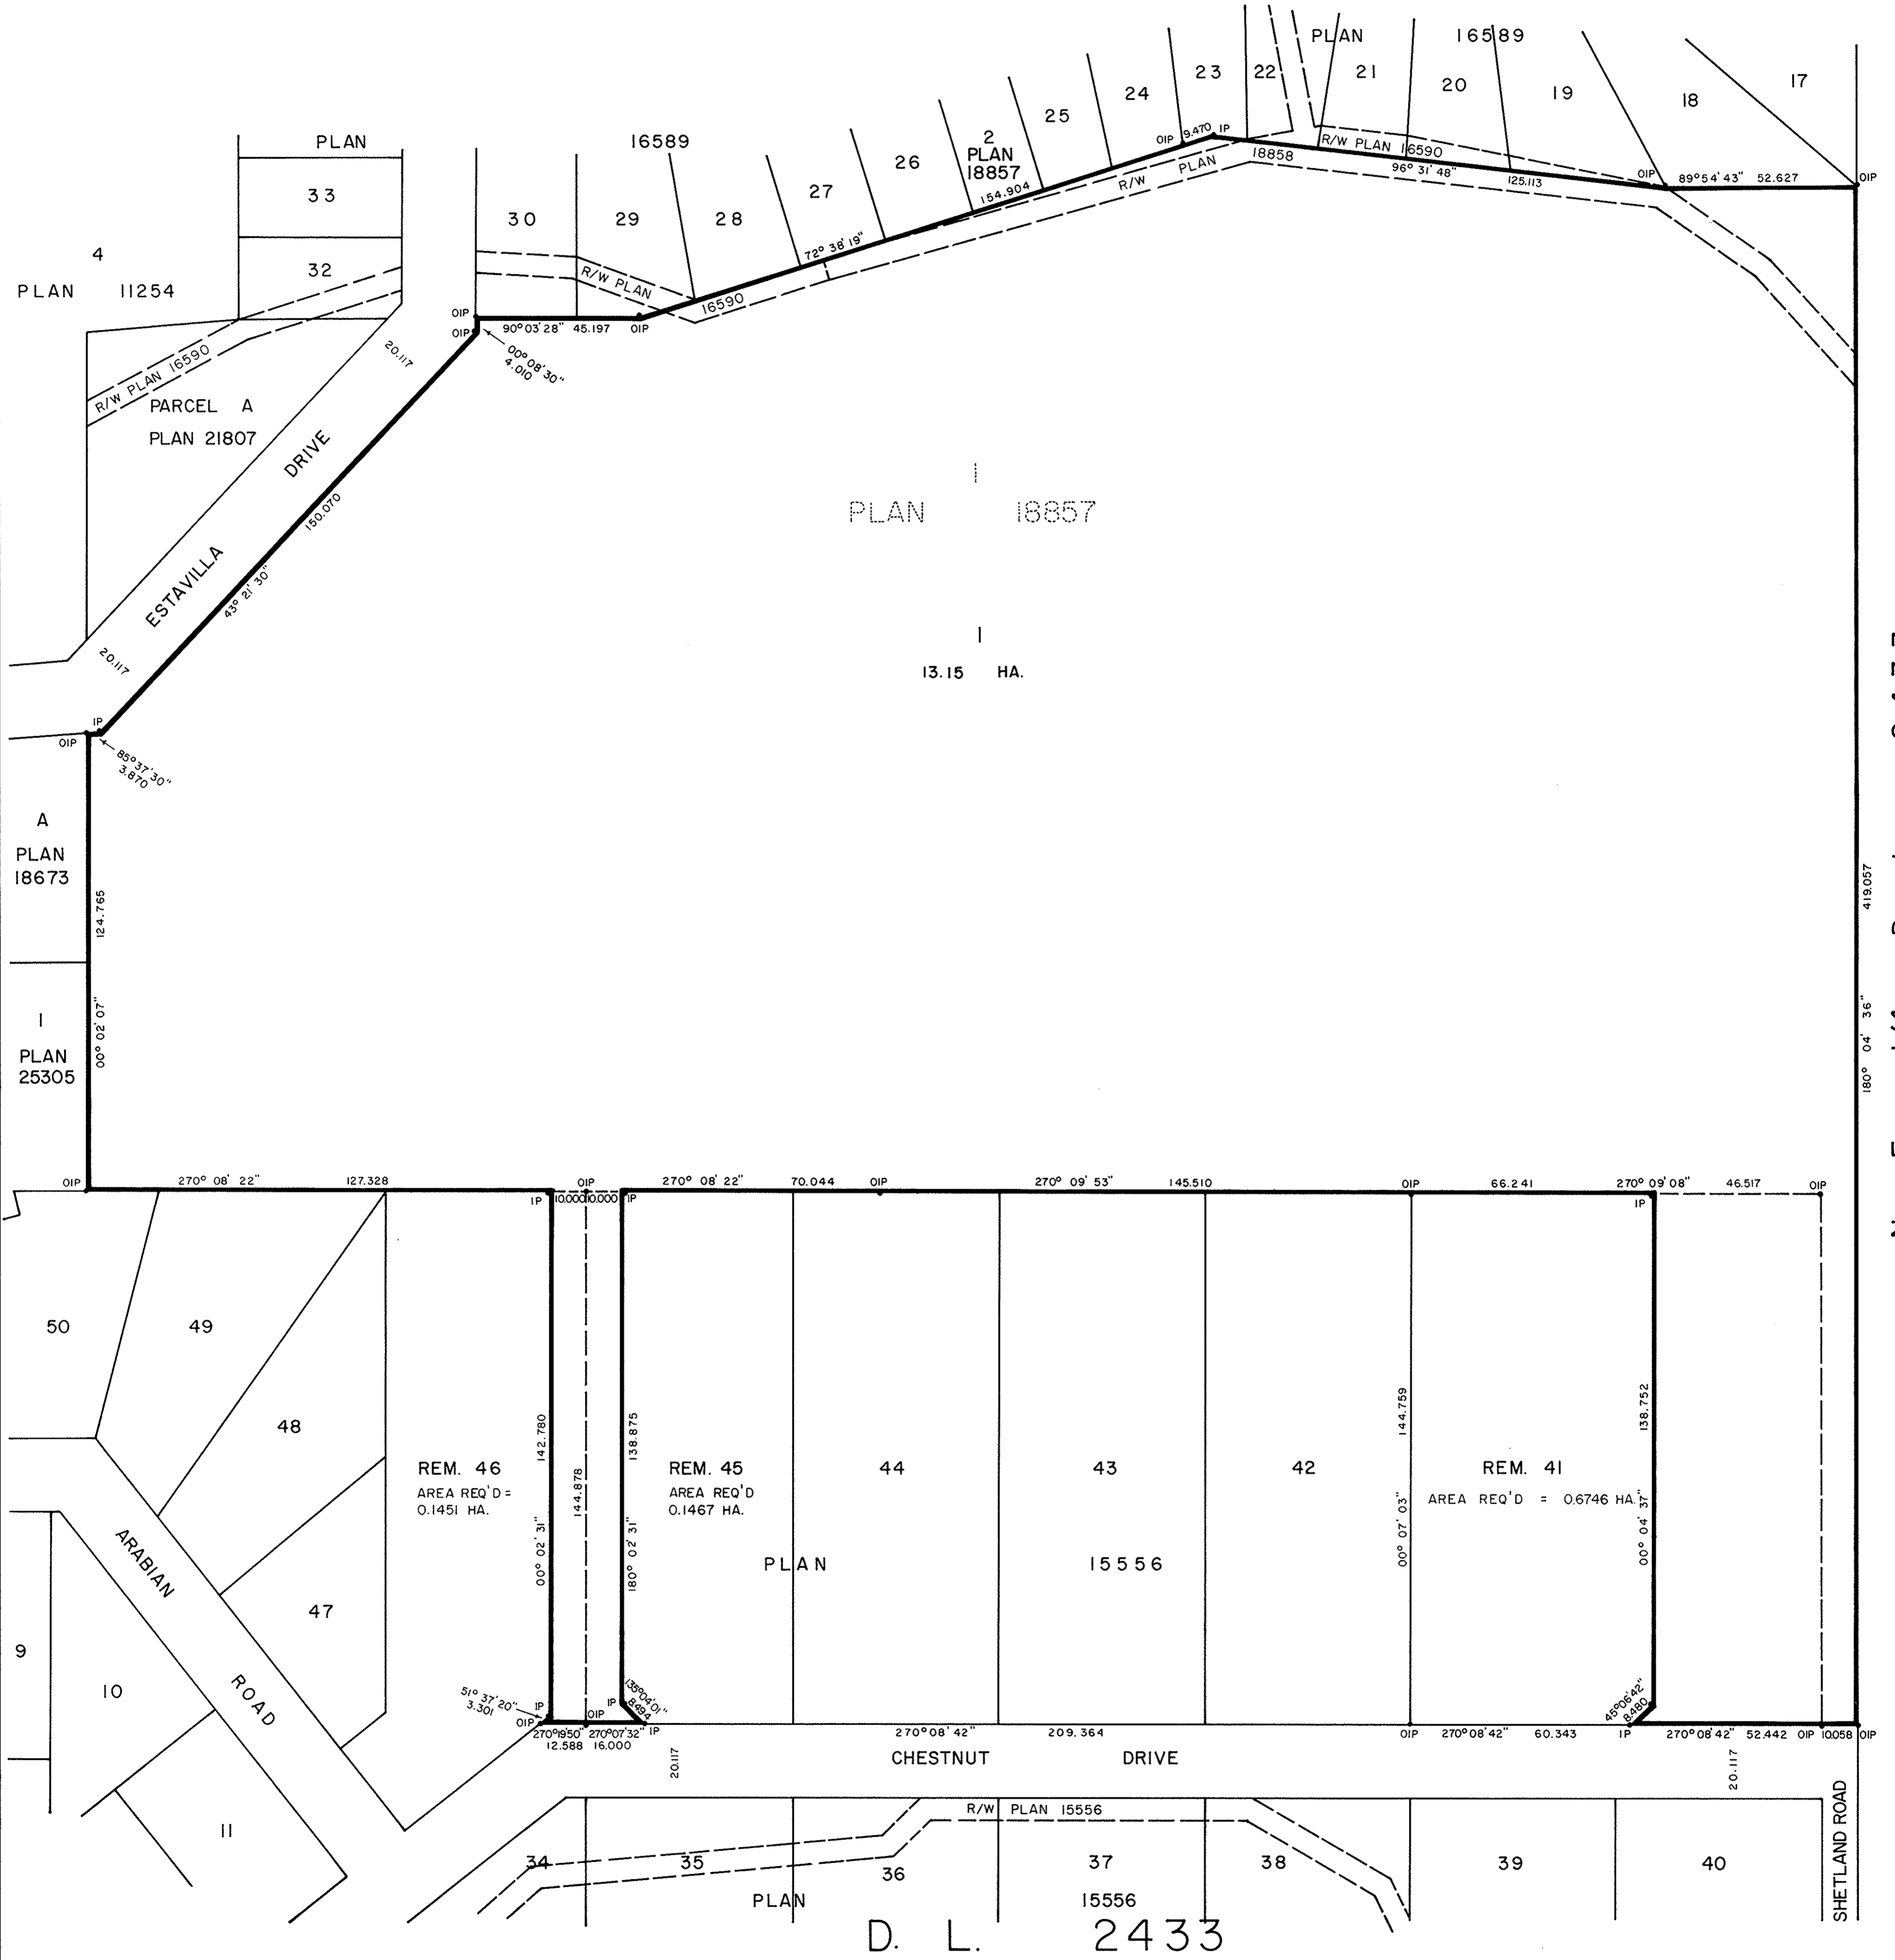 PLAN 16589
17
18
19
20
21
22
23
24
25
2
PLAN
18857
26
27
28
29
30
PLAN 16589
33
32
4
PLAN 11254
OIP 9.470 IP
R/W PLAN 18858
R/W PLAN 16590
96° 31' 48" 125.113
OIP 89° 54' 43" 52.627 OIP
72° 38' 19" 154.904
R/W PLAN 16590
OIP 90° 03' 28" 45.197 OIP
OIP
00° 08' 30"
4.010
R/W PLAN 16590
PARCEL A
PLAN 21807
20.117
ESTAVILLA DRIVE
43° 21' 30" 150.070
20.117
PLAN 18857
1
1
13.15 HA.
IP
OIP
85° 37' 30"
3.870
A
PLAN
18673
124.765
00° 02' 07"
1
PLAN
25305
419.057
180° 04' 36"
OIP 270° 08' 22" 127.328
IP 10.000 OIP 10.000 IP
270° 08' 22" 70.044 OIP
270° 09' 53" 145.510 OIP
66.241 270° 09' 08" IP 46.517 OIP
50
49
48
47
REM. 46
AREA REQ'D =
0.1451 HA.
142.780
00° 02' 31"
144.878
138.875
180° 02' 31"
REM. 45
AREA REQ'D
0.1467 HA.
44
43
42
PLAN 15556
144.759
00° 07' 03"
REM. 41
AREA REQ'D = 0.6746 HA.
138.752
00° 04' 37"
ARABIAN ROAD
9
10
11
51° 37' 20"
3.301
IP
OIP
270° 19' 50"
12.588
OIP
270° 07' 32"
16.000
IP
135° 04' 01"
8.494
IP
20.117
270° 08' 42" 209.364
OIP 270° 08' 42" 60.343 IP
45° 06' 42"
8.480
270° 08' 42" 52.442 OIP 10.058 OIP
CHESTNUT DRIVE
20.117
SHETLAND ROAD
R/W PLAN 15556
34
35
36
37
38
39
40
PLAN 15556
D. L. 2433